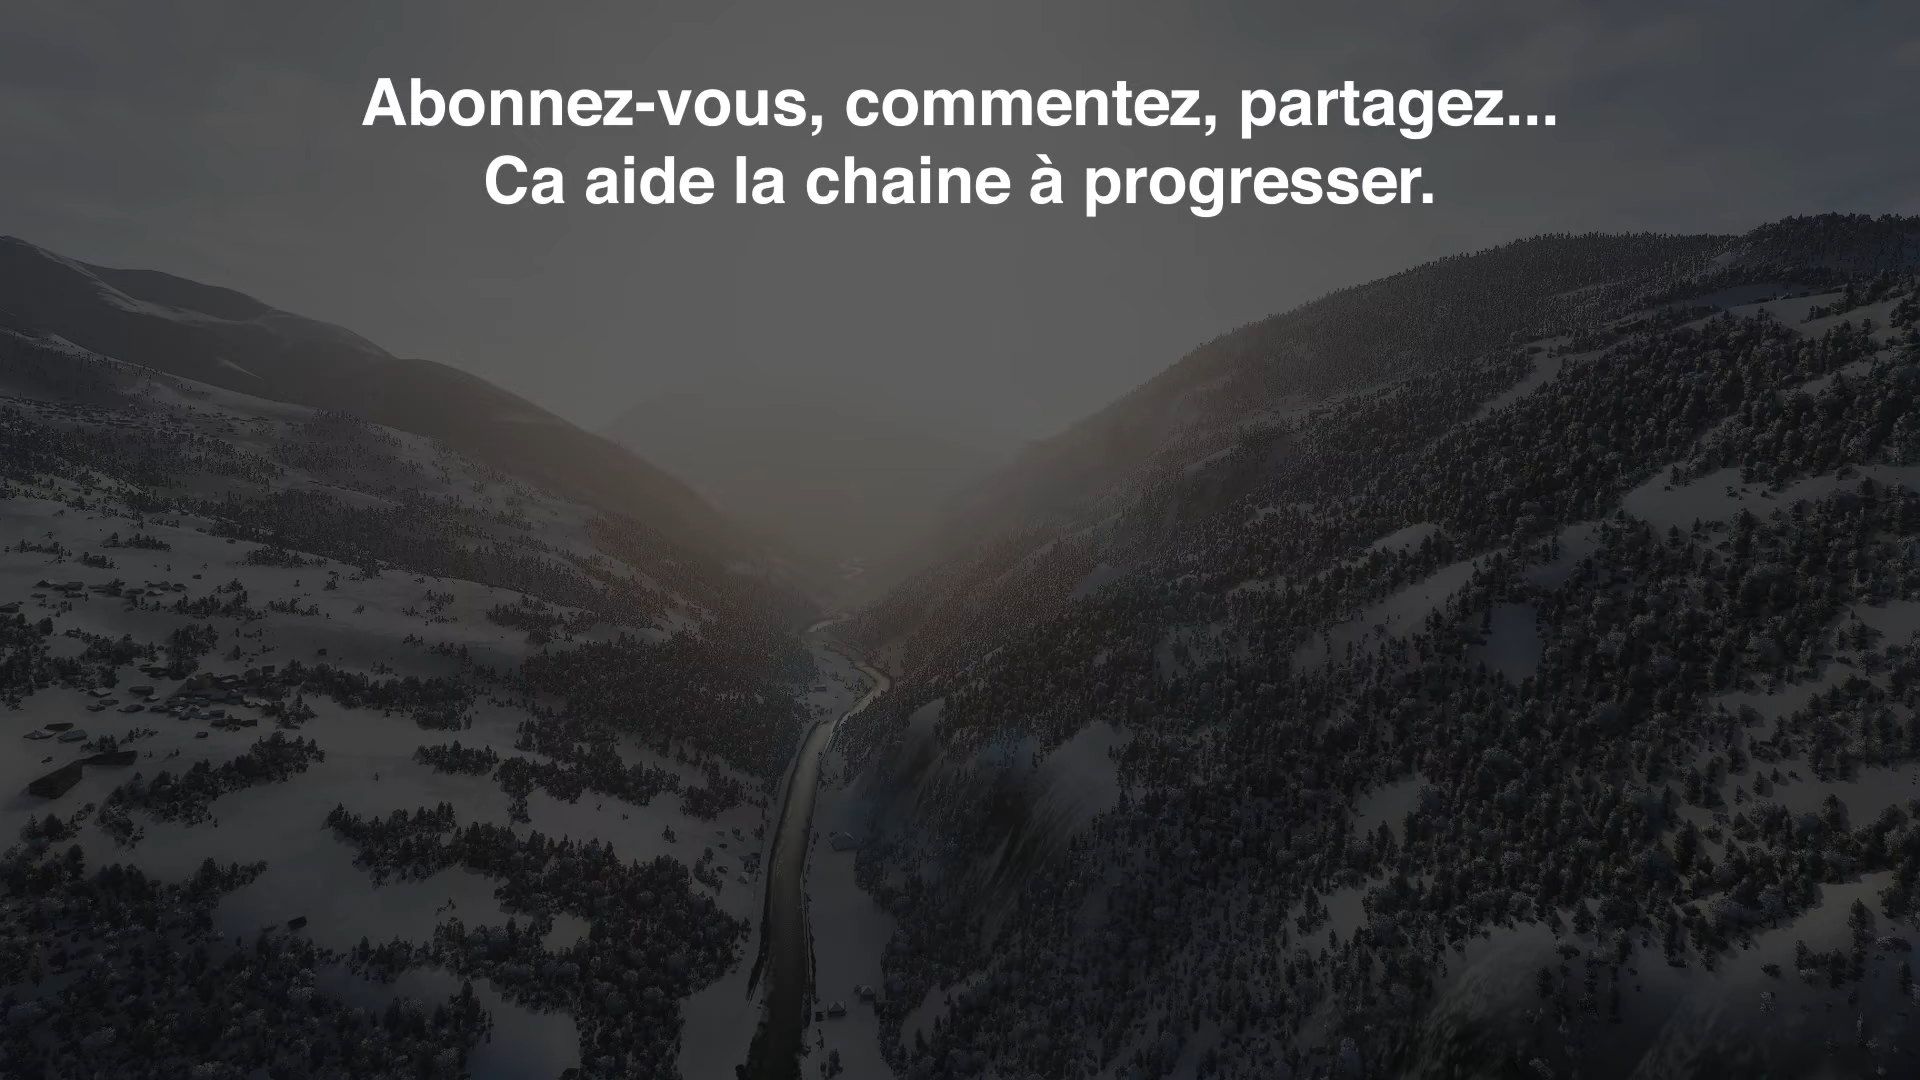 Abonnez-vous, commentez, partagez...
Ca aide la chaine à progresser.